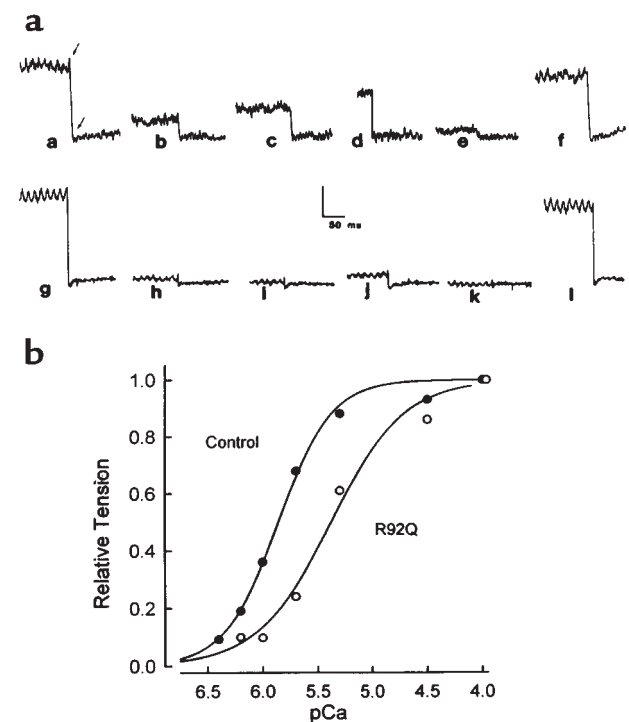 a
a b c d e f
50 ms
g h i j k l
b
1.0
0.8
0.6
0.4
0.2
0.0
Relative Tension
Control
R92Q
6.5 6.0 5.5 5.0 4.5 4.0
pCa